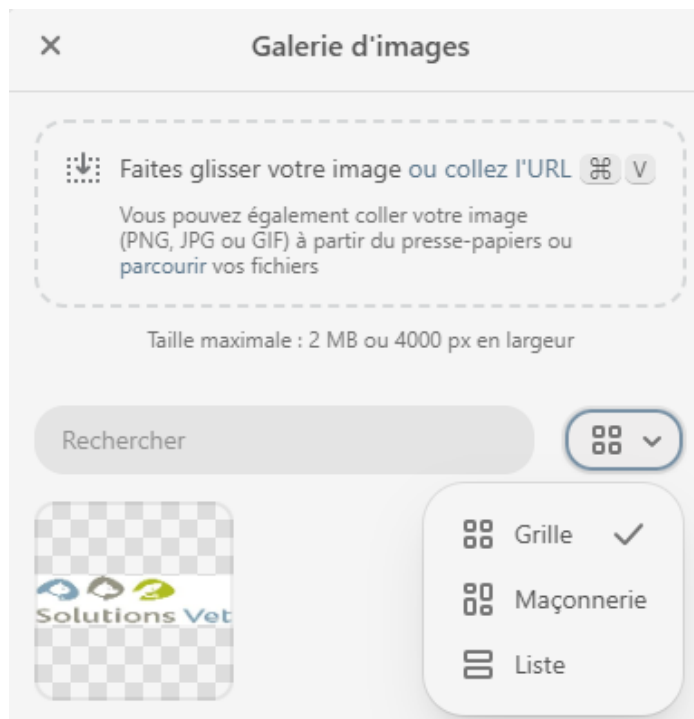 Galerie d'images
Faites glisser votre image ou collez l'URL ⌘ V
Vous pouvez également coller votre image
(PNG, JPG ou GIF) à partir du presse-papiers ou
parcourir vos fichiers
Taille maximale : 2 MB ou 4000 px en largeur
Rechercher
Solutions Vet
Grille
Maçonnerie
Liste